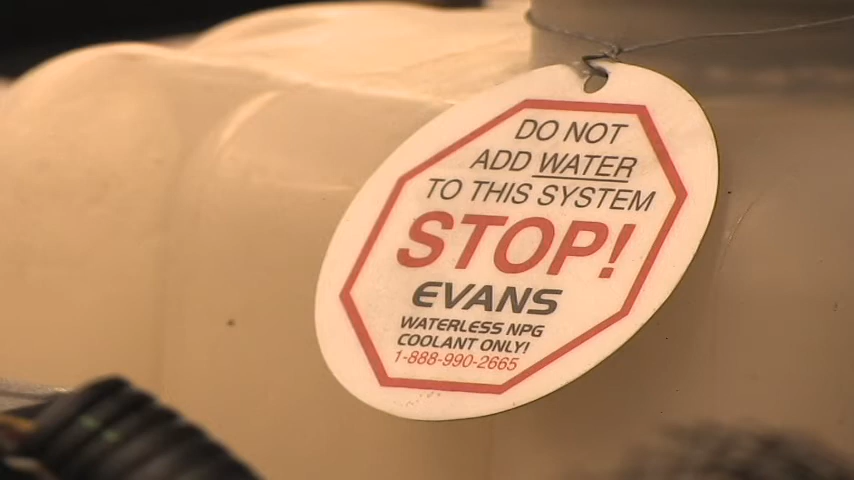 DO NOT
ADD WATER
TO THIS SYSTEM
STOP!
EVANS
WATERLESS NPG
COOLANT ONLY!
1-888-990-2665